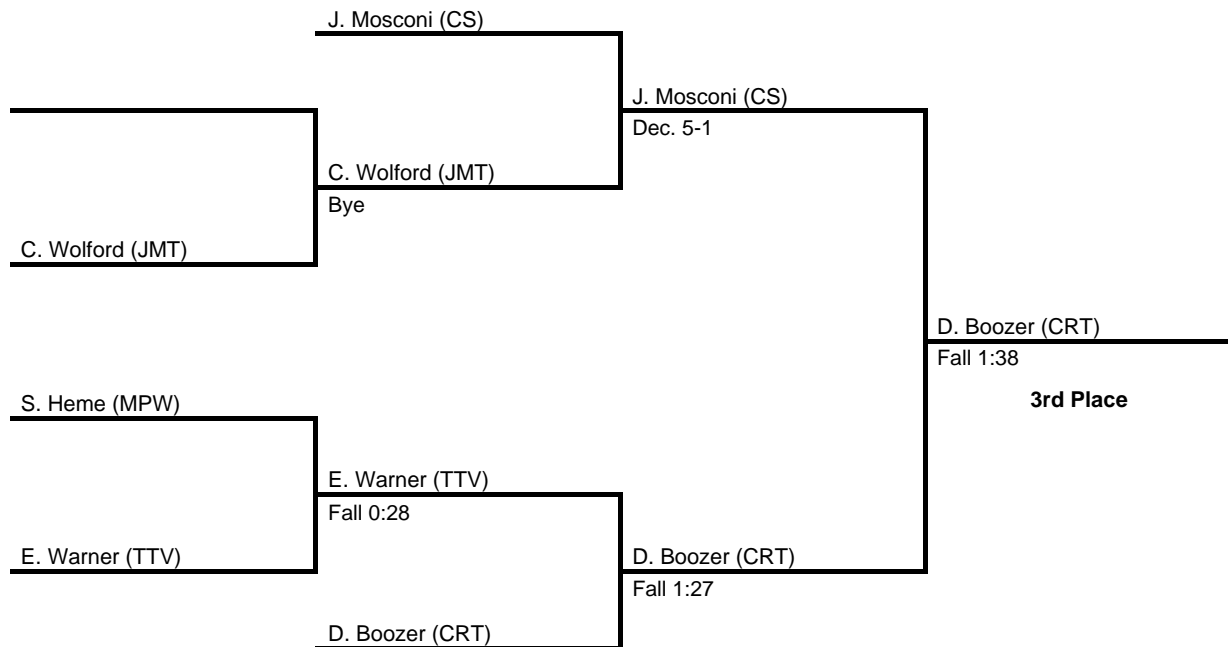 J. Mosconi (CS)
J. Mosconi (CS)
Dec. 5-1
C. Wolford (JMT)
Bye
C. Wolford (JMT)
D. Boozer (CRT)
Fall 1:38
3rd Place
S. Heme (MPW)
E. Warner (TTV)
Fall 0:28
E. Warner (TTV)
D. Boozer (CRT)
Fall 1:27
D. Boozer (CRT)